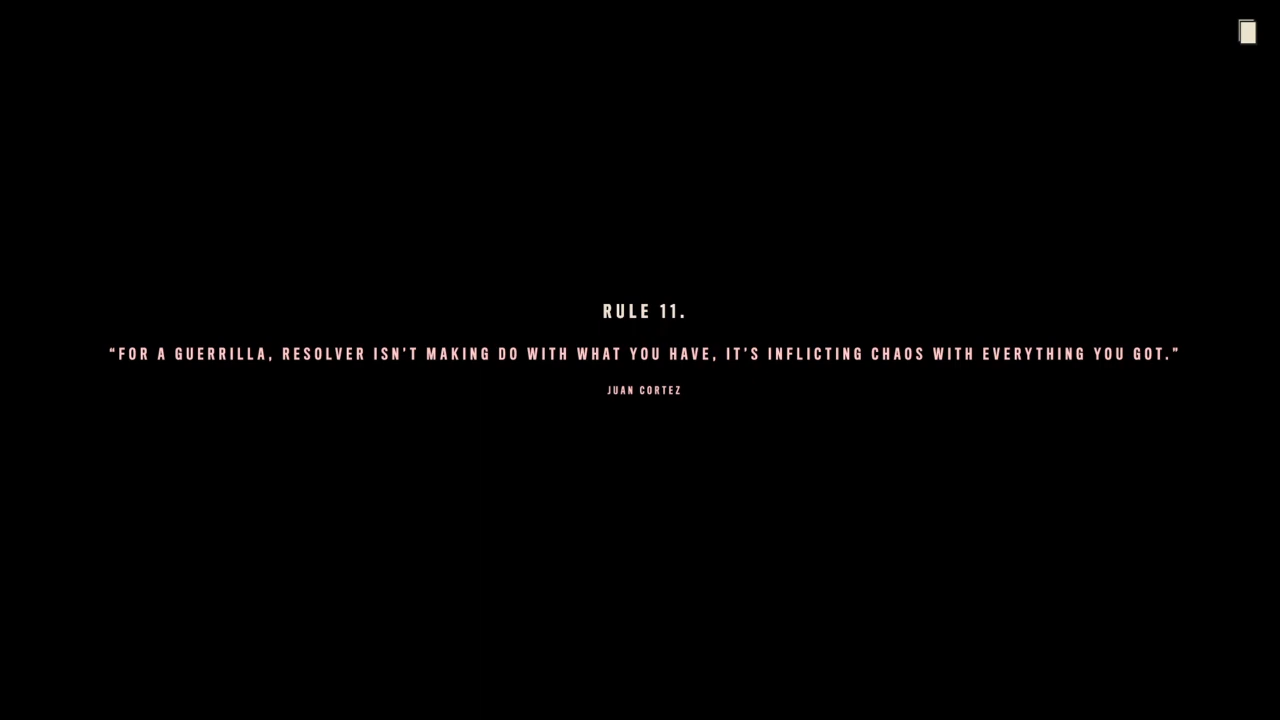 RULE 11.
“FOR A GUERRILLA, RESOLVER ISN’T MAKING DO WITH WHAT YOU HAVE, IT’S INFLICTING CHAOS WITH EVERYTHING YOU GOT.”
JUAN CORTEZ